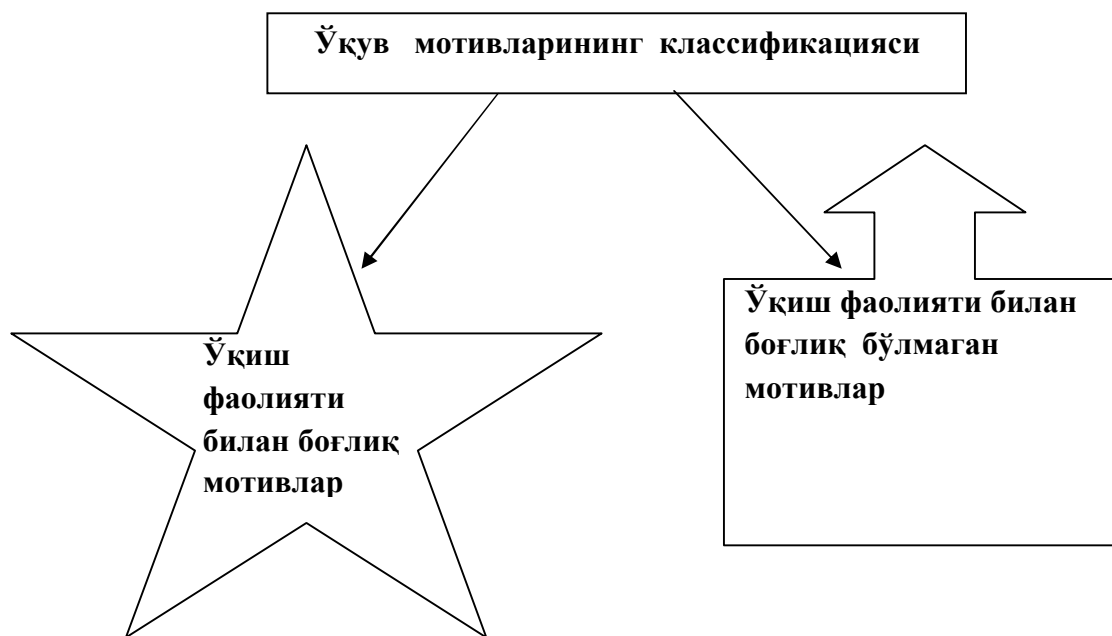 Ўқув мотивларининг классификацияси
Ўқиш
фаолияти
билан боғлиқ
мотивлар
Ўқиш фаолияти билан
боғлиқ бўлмаган
мотивлар